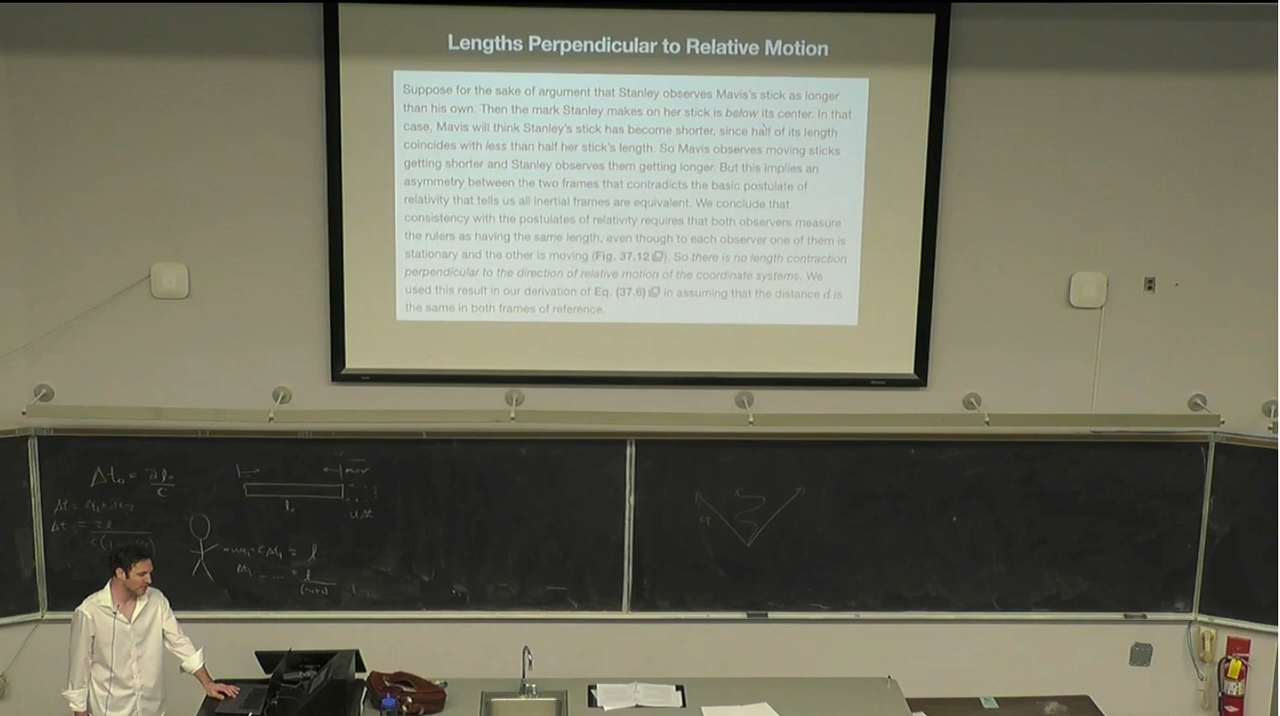 Lengths Perpendicular to Relative Motion
Suppose for the sake of argument that Stanley observes Mavis's stick as longer
than his own. Then the mark Stanley makes on her stick is below its center. In that
case, Mavis will think Stanley's stick has become shorter, since half of its length
coincides with less than half her stick's length. So Mavis observes moving sticks
getting shorter and Stanley observes them getting longer. But this implies an
asymmetry between the two frames that contradicts the basic postulate of
relativity that tells us all inertial frames are equivalent. We conclude that
consistency with the postulates of relativity requires that both observers measure
the rulers as having the same length, even though to each observer one of them is
stationary and the other is moving (Fig. 37.12). So there is no length contraction
perpendicular to the direction of relative motion of the coordinate systems. We
used this result in our derivation of Eq. (37.6) in assuming that the distance d is
the same in both frames of reference.
Δt₀ = 2l₀
c
l₀
uΔt